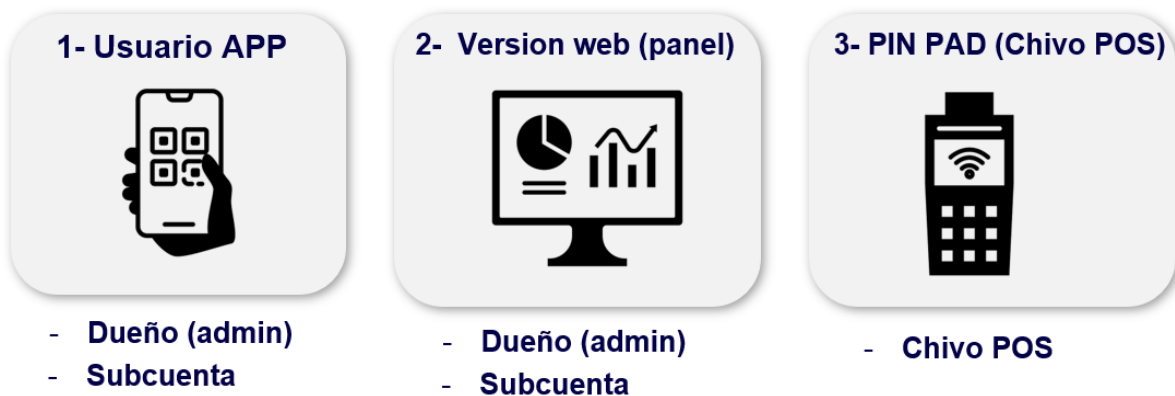 1- Usuario APP
2- Version web (panel)
3- PIN PAD (Chivo POS)
- Dueño (admin)
- Subcuenta
- Dueño (admin)
- Subcuenta
- Chivo POS